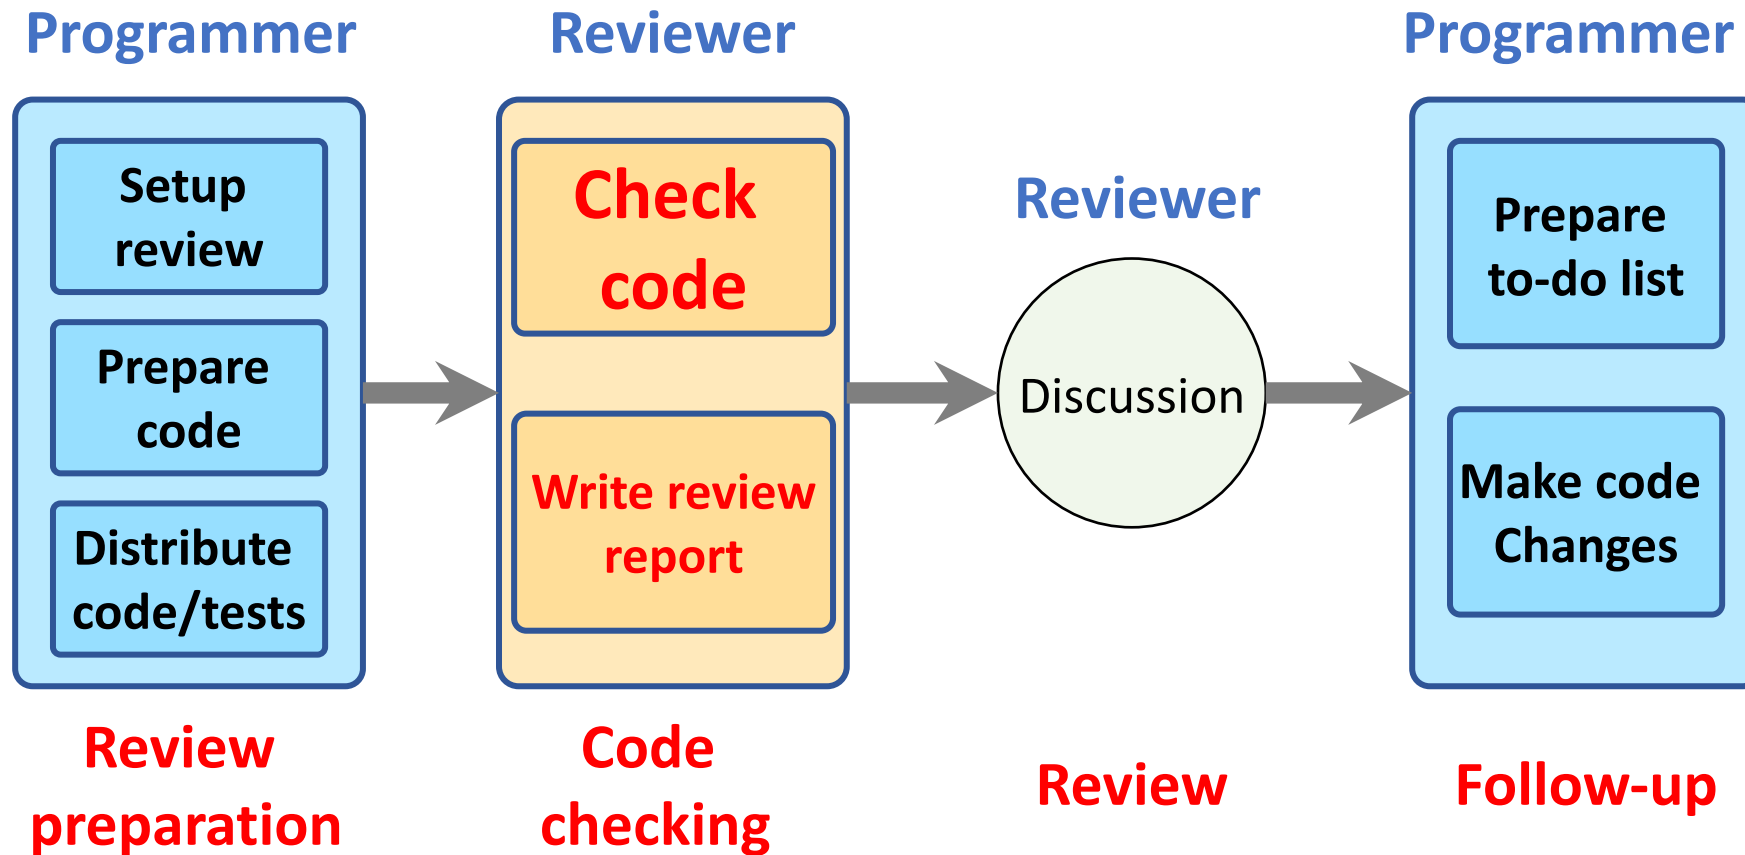 Programmer
Setup
review
Prepare
code
Distribute
code/tests
Review
preparation
Reviewer
Check
code
Write review
report
Code
checking
Reviewer
Discussion
Review
Programmer
Prepare
to-do list
Make code
Changes
Follow-up